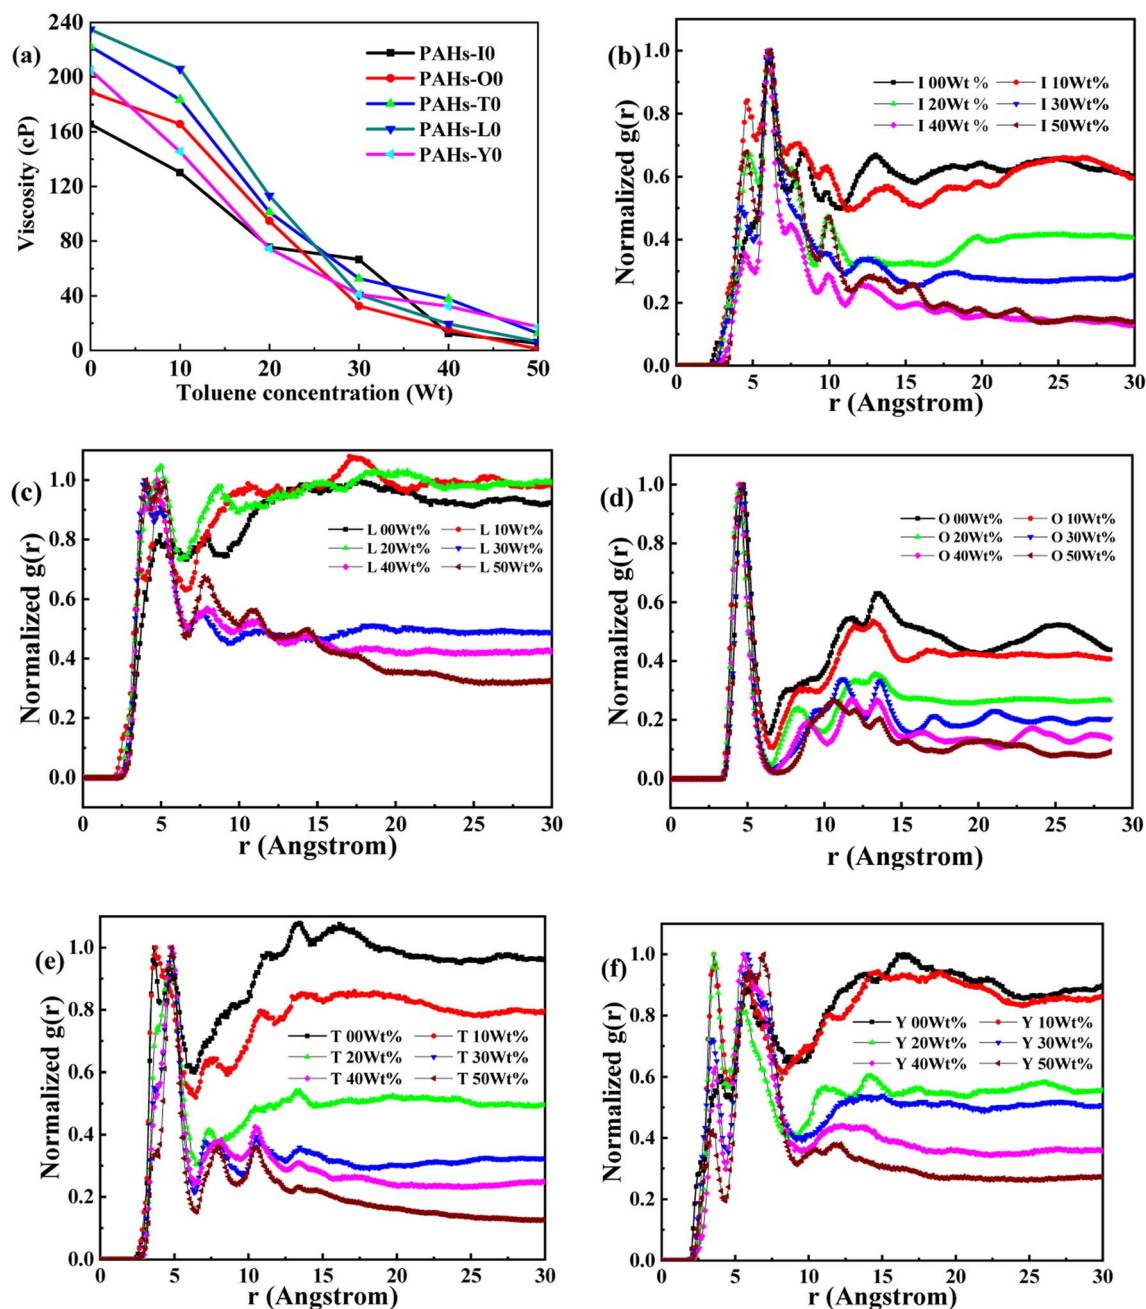 (a)
Viscosity (cP)
240
200
160
120
80
40
0
PAHs-I0
PAHs-O0
PAHs-T0
PAHs-L0
PAHs-Y0
0 10 20 30 40 50
Toluene concentration (Wt)
(b)
Normalized g(r)
1.0
0.8
0.6
0.4
0.2
0.0
I 00Wt % I 10Wt%
I 20Wt % I 30Wt%
I 40Wt % I 50Wt%
0 5 10 15 20 25 30
r (Angstrom)
(c)
Normalized g(r)
1.0
0.8
0.6
0.4
0.2
0.0
L 00Wt% L 10Wt%
L 20Wt% L 30Wt%
L 40Wt% L 50Wt%
0 5 10 15 20 25 30
r (Angstrom)
(d)
Normalized g(r)
1.0
0.8
0.6
0.4
0.2
0.0
O 00Wt% O 10Wt%
O 20Wt% O 30Wt%
O 40Wt% O 50Wt%
0 5 10 15 20 25 30
r (Angstrom)
(e)
Normalized g(r)
1.0
0.8
0.6
0.4
0.2
0.0
T 00Wt% T 10Wt%
T 20Wt% T 30Wt%
T 40Wt% T 50Wt%
0 5 10 15 20 25 30
r (Angstrom)
(f)
Normalized g(r)
1.0
0.8
0.6
0.4
0.2
0.0
Y 00Wt% Y 10Wt%
Y 20Wt% Y 30Wt%
Y 40Wt% Y 50Wt%
0 5 10 15 20 25 30
r (Angstrom)